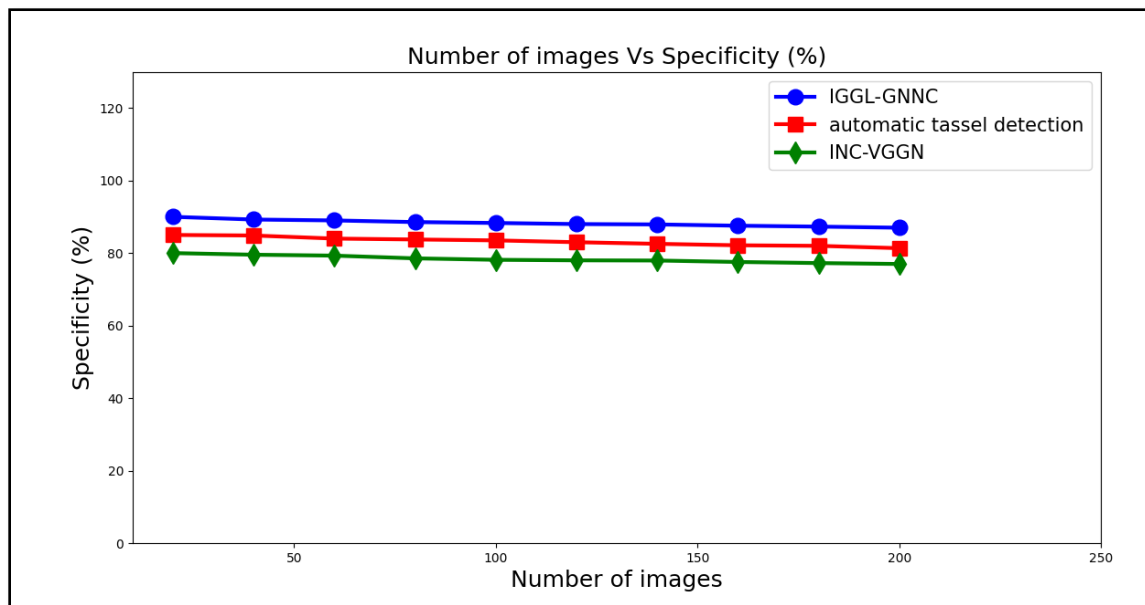 Number of images Vs Specificity (%)
IGGL-GNNC
automatic tassel detection
INC-VGGN
Specificity (%)
120
100
80
60
40
20
0
50
100
150
200
250
Number of images